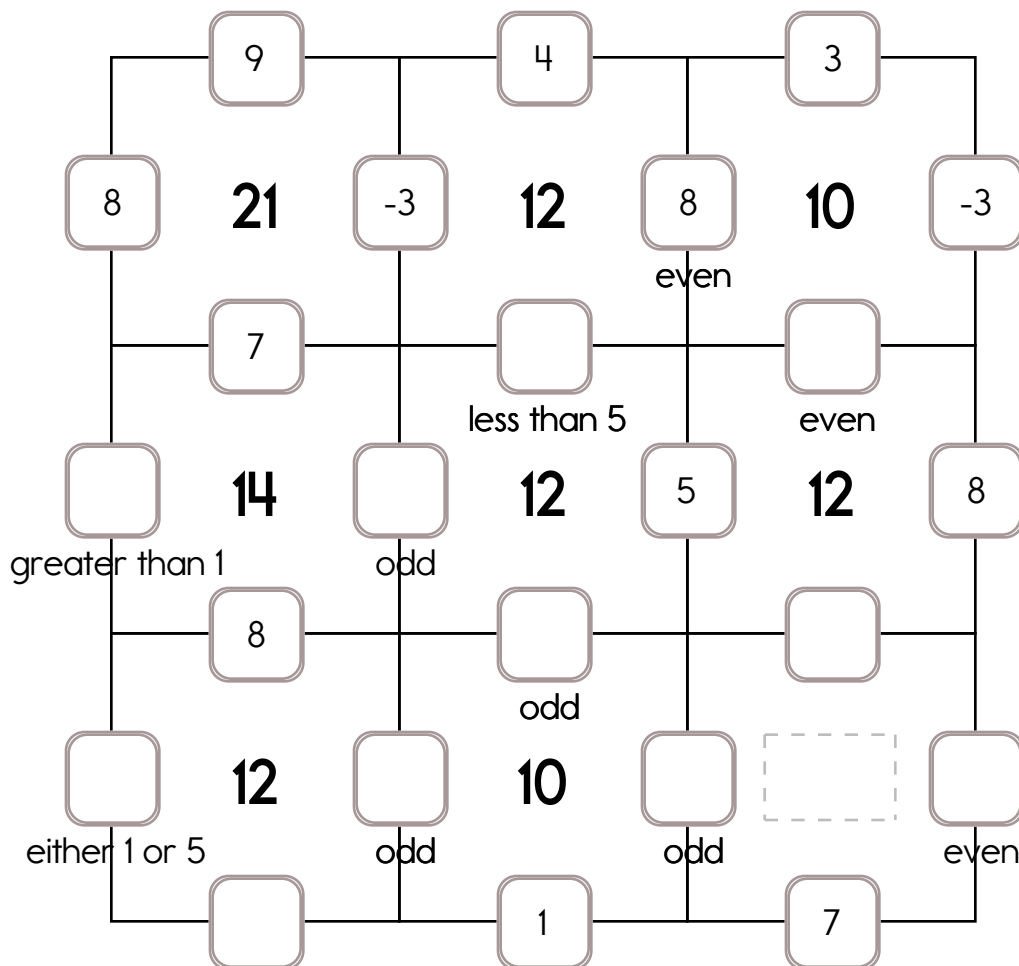 9 4 3
8 21 -3 12 8 10 -3
even
7
less than 5 even
14 12 5 12 8
greater than 1 odd
8
odd
12 10
either 1 or 5 odd odd even
1 7